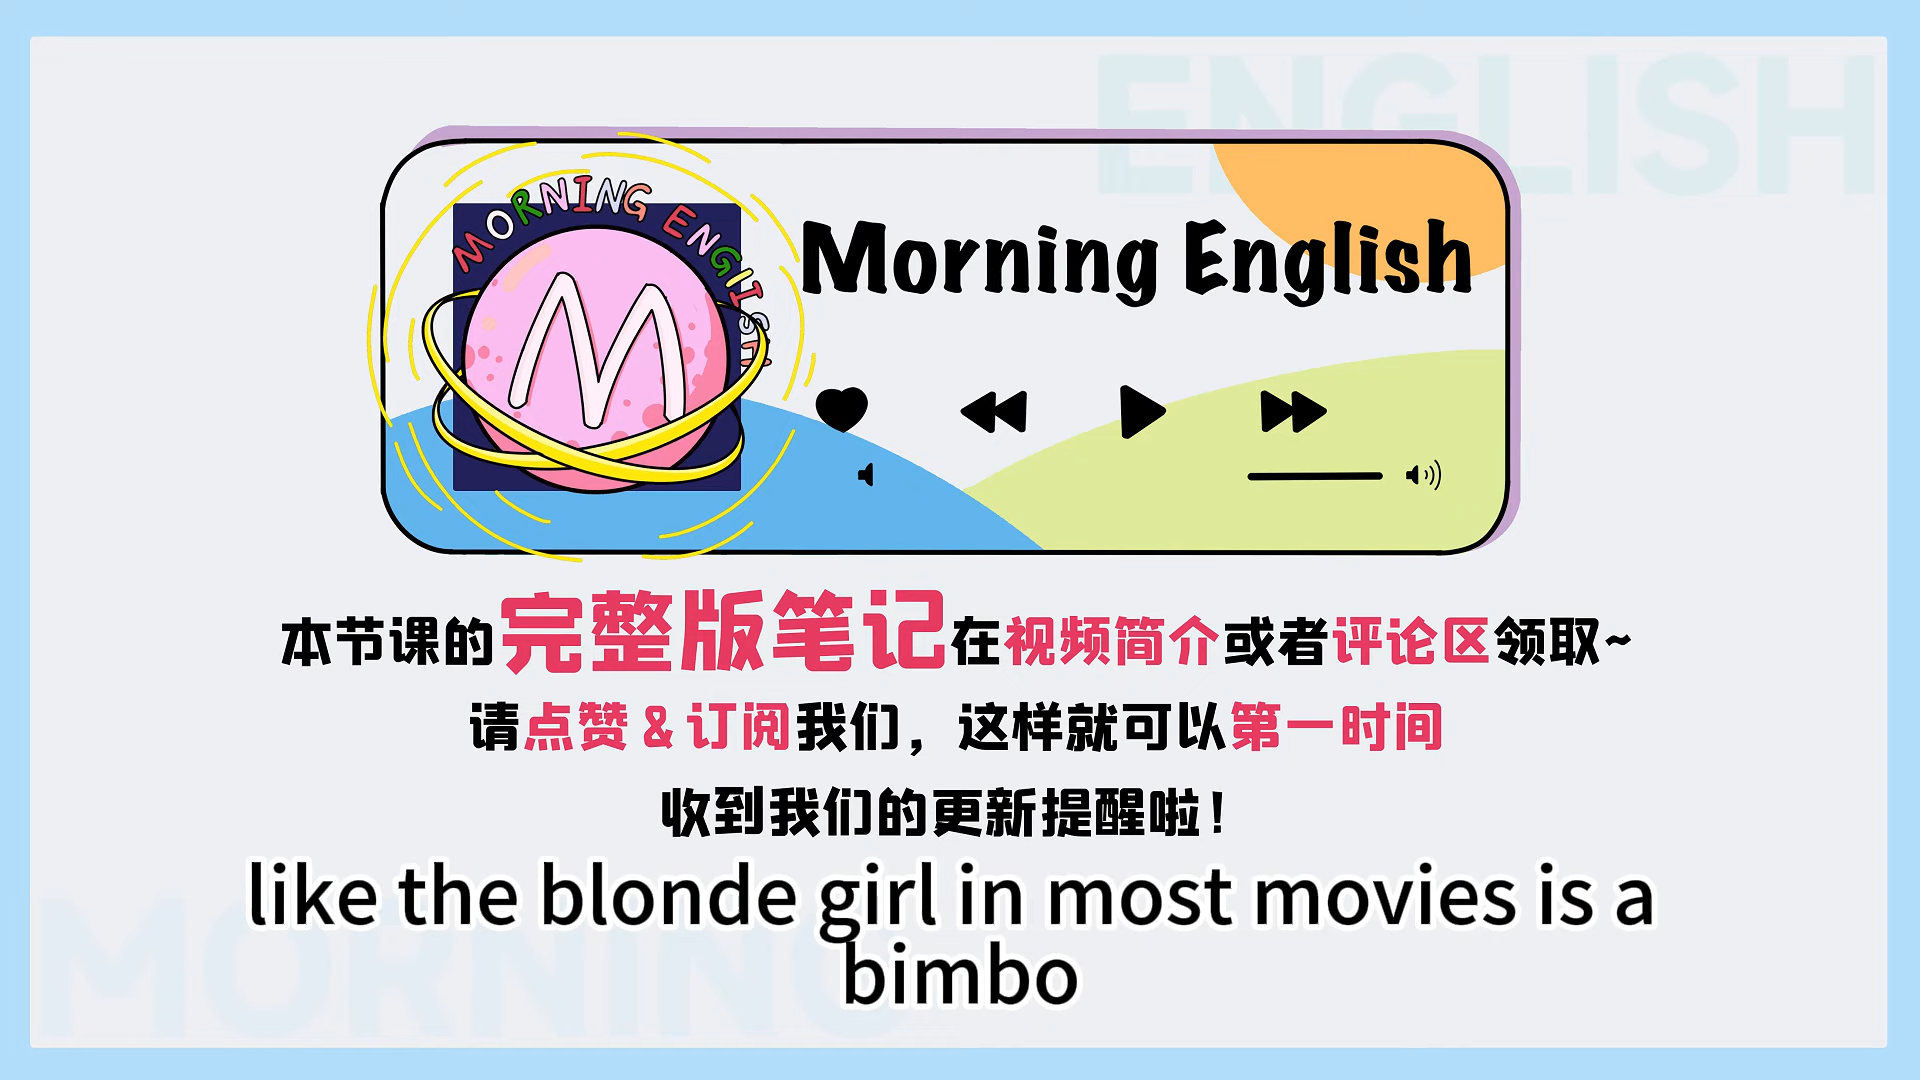 ENGLISH
MORNING ENGLISH
M
Morning English
本节课的完整版笔记在视频简介或者评论区领取~
请点赞&订阅我们，这样就可以第一时间
收到我们的更新提醒啦！
like the blonde girl in most movies is a
bimbo
MORNING